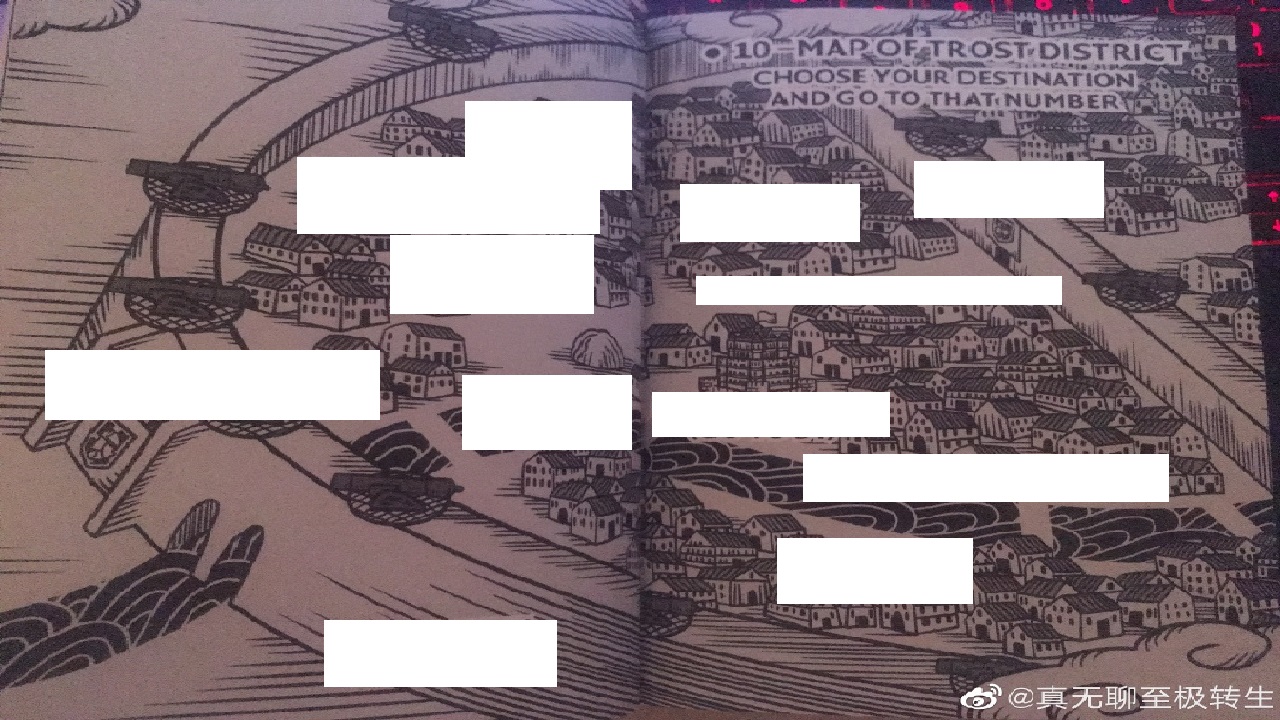 • 10-MAP OF TROST DISTRICT
CHOOSE YOUR DESTINATION
AND GO TO THAT NUMBER
@真无聊至极转生